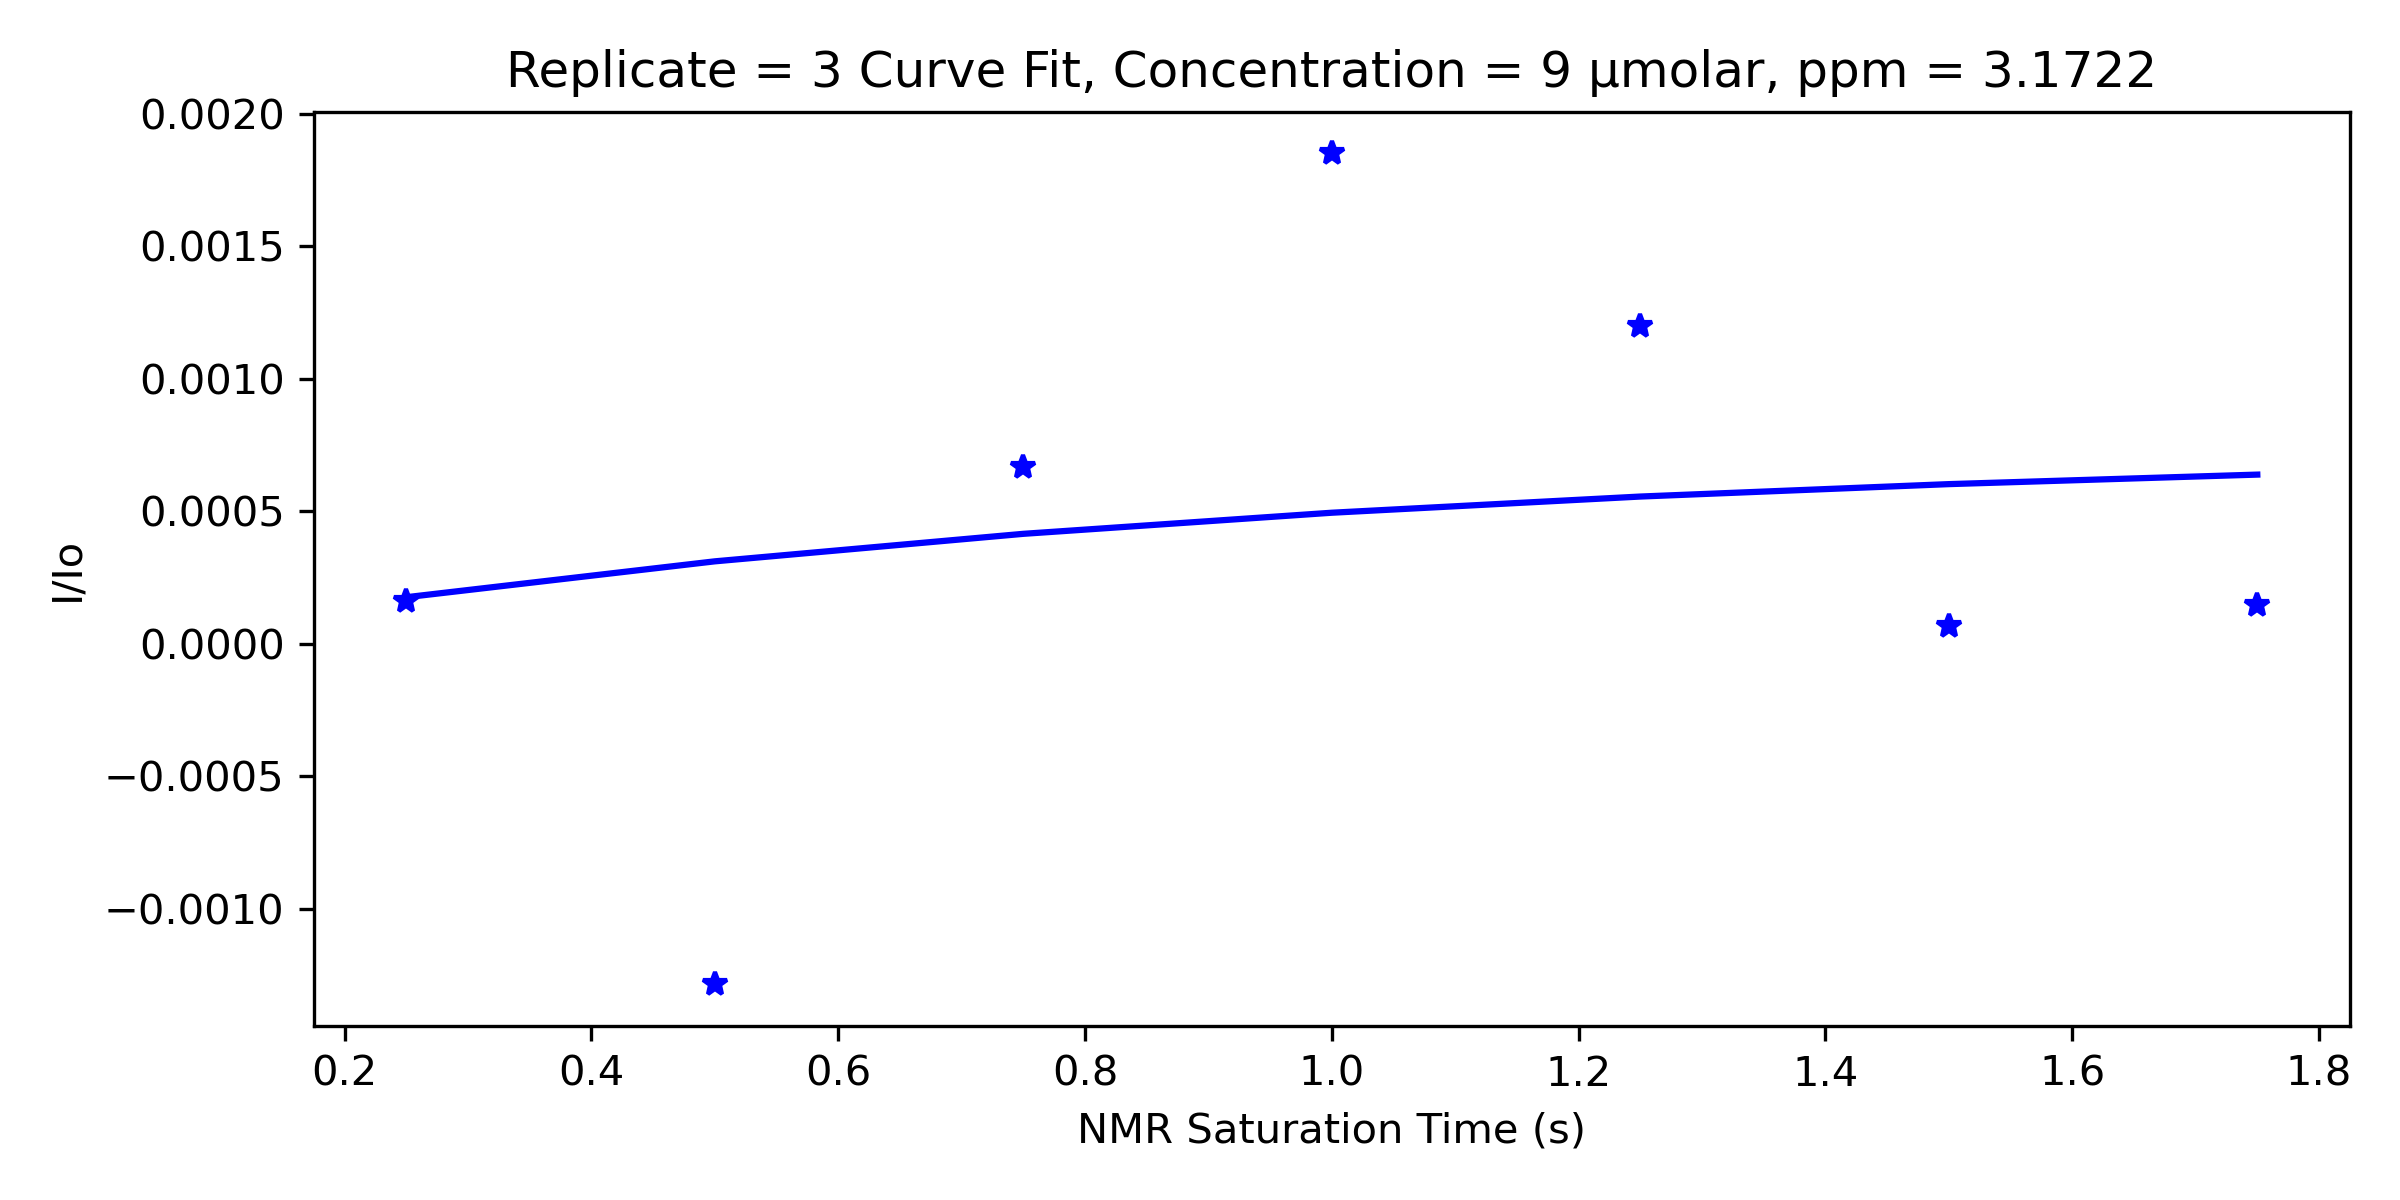 Replicate = 3 Curve Fit, Concentration = 9 μmolar, ppm = 3.1722
0.0020
0.0015
0.0010
0.0005
0.0000
−0.0005
−0.0010
I/Io
0.2 0.4 0.6 0.8 1.0 1.2 1.4 1.6 1.8
NMR Saturation Time (s)